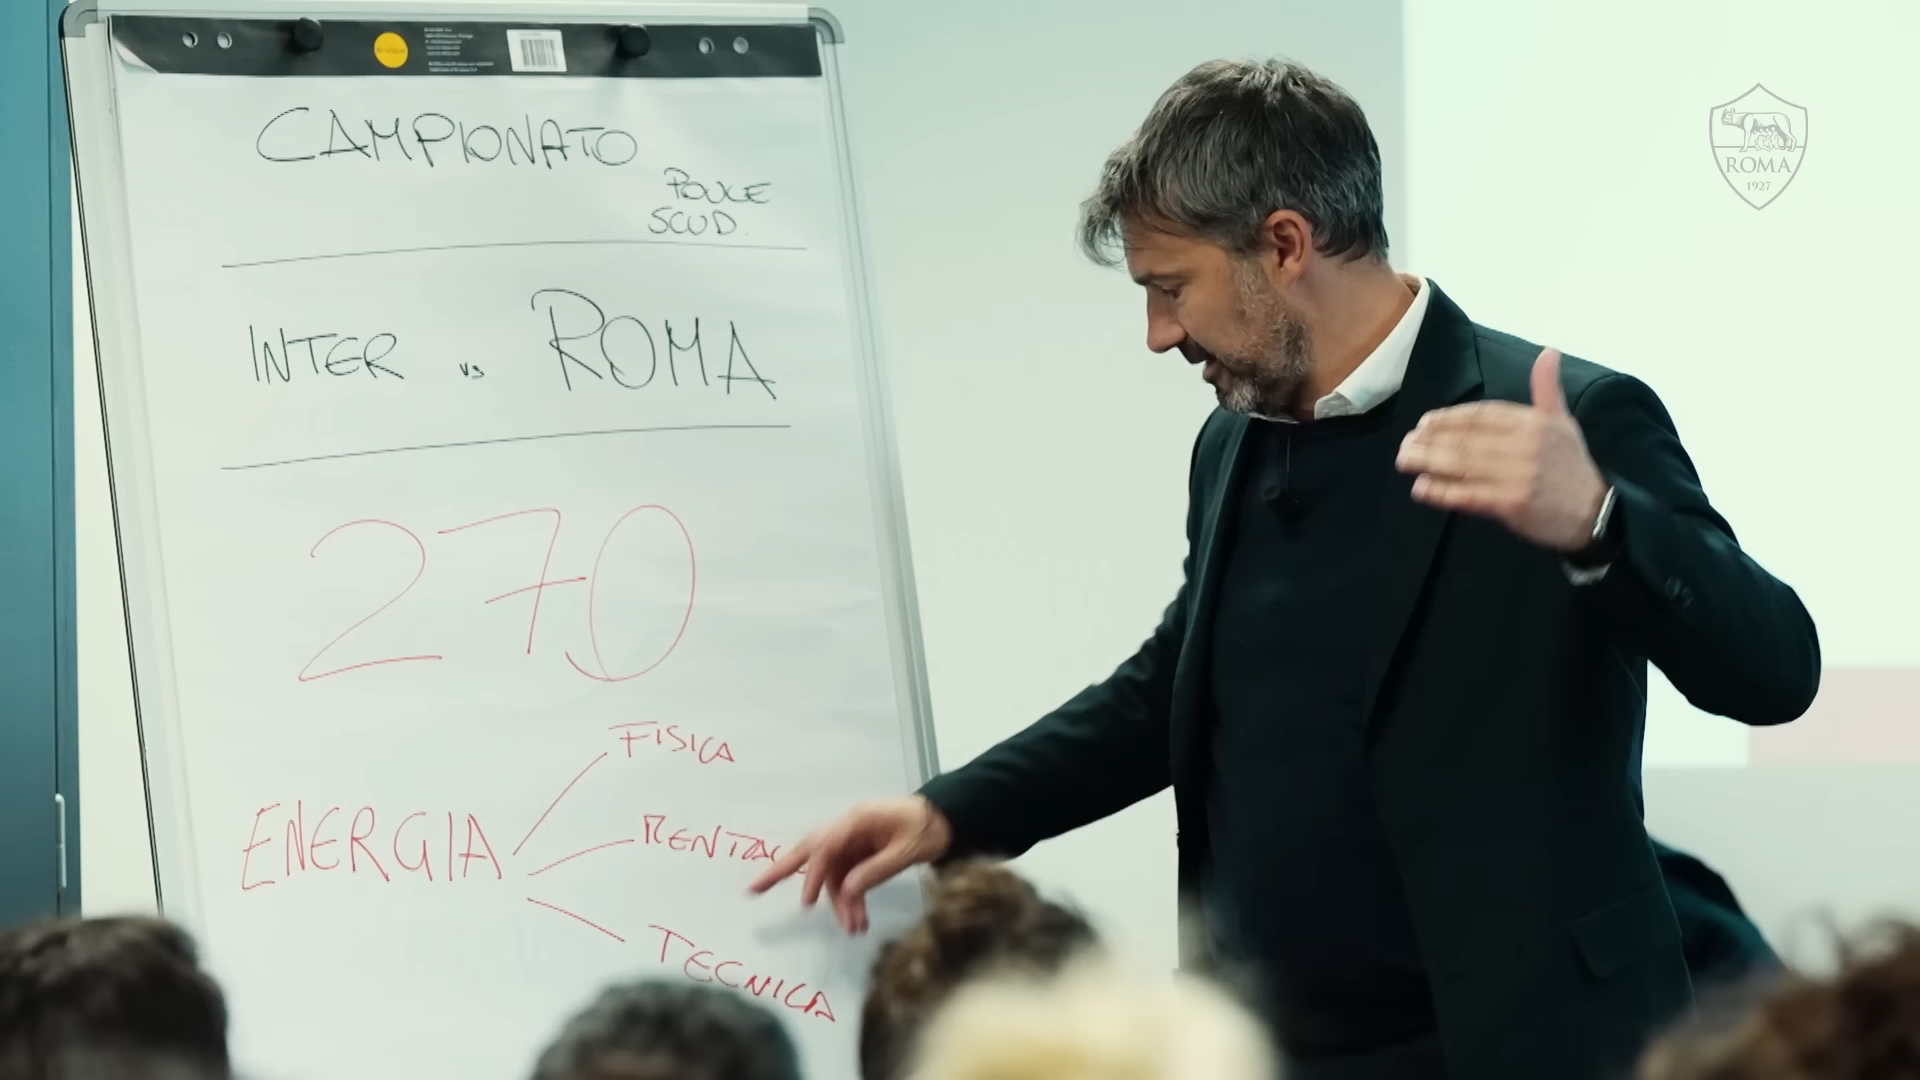 CAMPIONATO
POULE
SCUD.
INTER vs ROMA
270
FISICA
ENERGIA
TECNICA
ROMA
1927